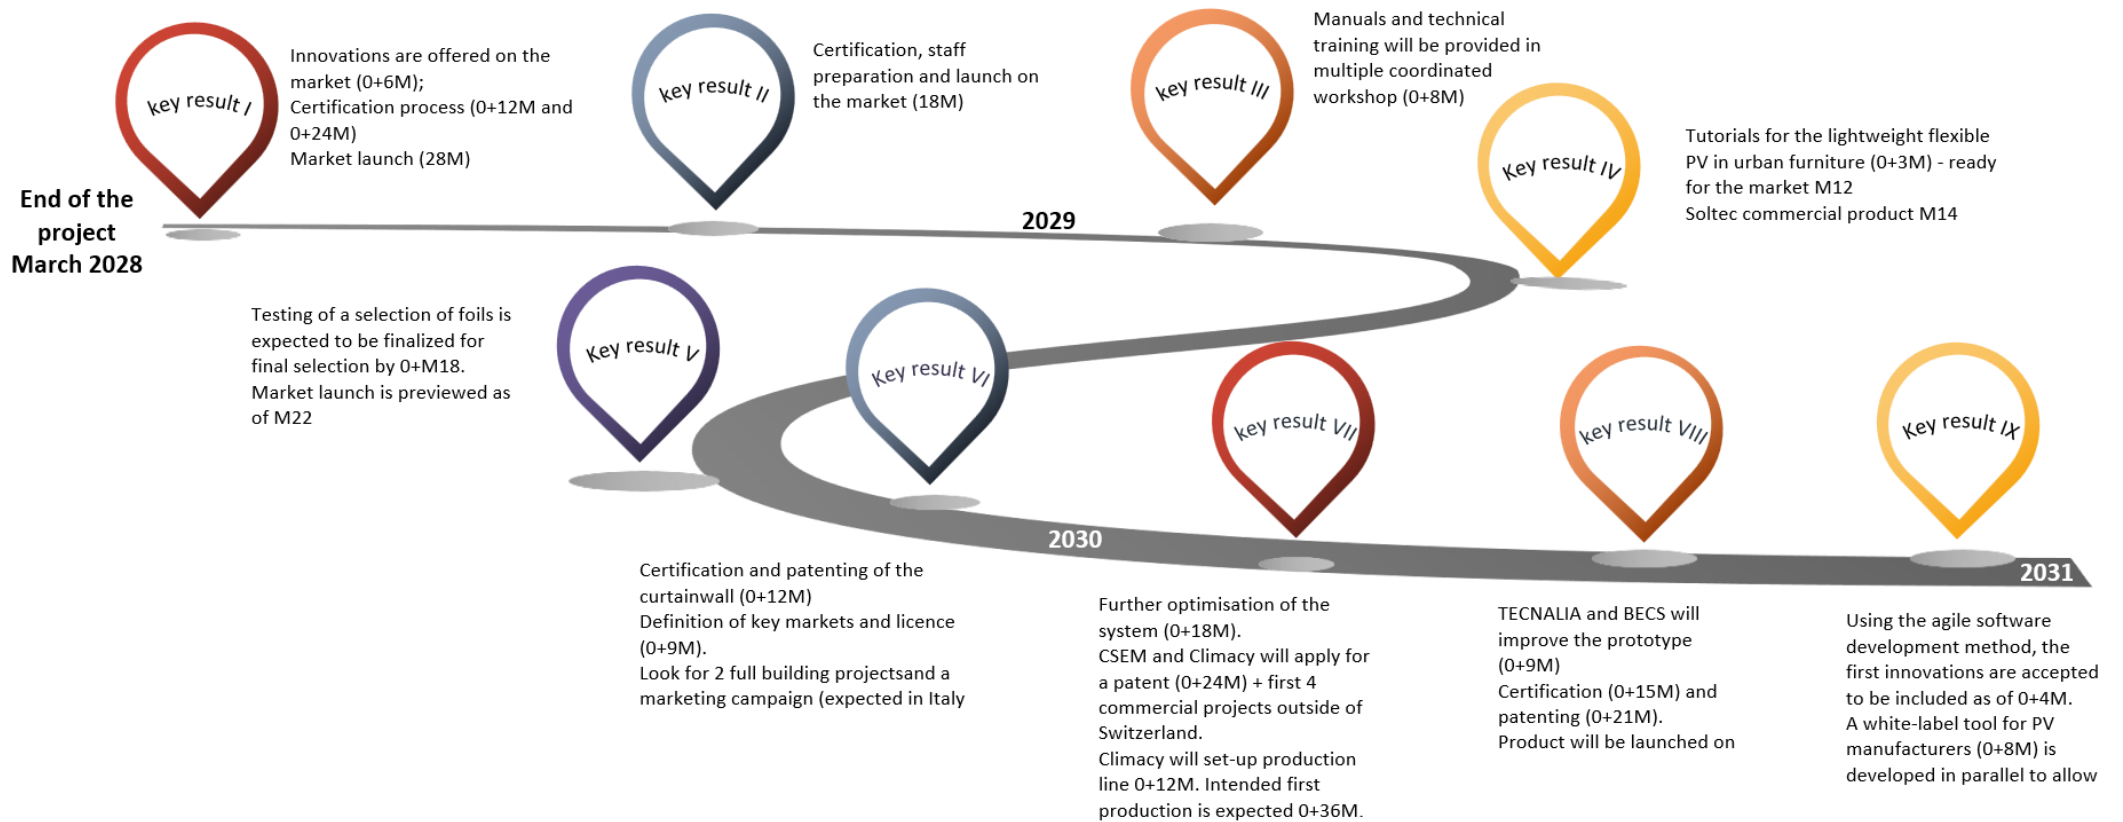 key result I
Innovations are offered on the
market (0+6M);
Certification process (0+12M and
0+24M)
Market launch (28M)
key result II
Certification, staff
preparation and launch on
the market (18M)
key result III
Manuals and technical
training will be provided in
multiple coordinated
workshop (0+8M)
Key result IV
Tutorials for the lightweight flexible
PV in urban furniture (0+3M) - ready
for the market M12
Soltec commercial product M14
End of the
project
March 2028
2029
Testing of a selection of foils is
expected to be finalized for
final selection by 0+M18.
Market launch is previewed as
of M22
Key result V
Key result VI
key result VII
key result VIII
Key result IX
2030
2031
Certification and patenting of the
curtainwall (0+12M)
Definition of key markets and licence
(0+9M).
Look for 2 full building projectsand a
marketing campaign (expected in Italy
Further optimisation of the
system (0+18M).
CSEM and Climacy will apply for
a patent (0+24M) + first 4
commercial projects outside of
Switzerland.
Climacy will set-up production
line 0+12M. Intended first
production is expected 0+36M.
TECNALIA and BECS will
improve the prototype
(0+9M)
Certification (0+15M) and
patenting (0+21M).
Product will be launched on
Using the agile software
development method, the
first innovations are accepted
to be included as of 0+4M.
A white-label tool for PV
manufacturers (0+8M) is
developed in parallel to allow